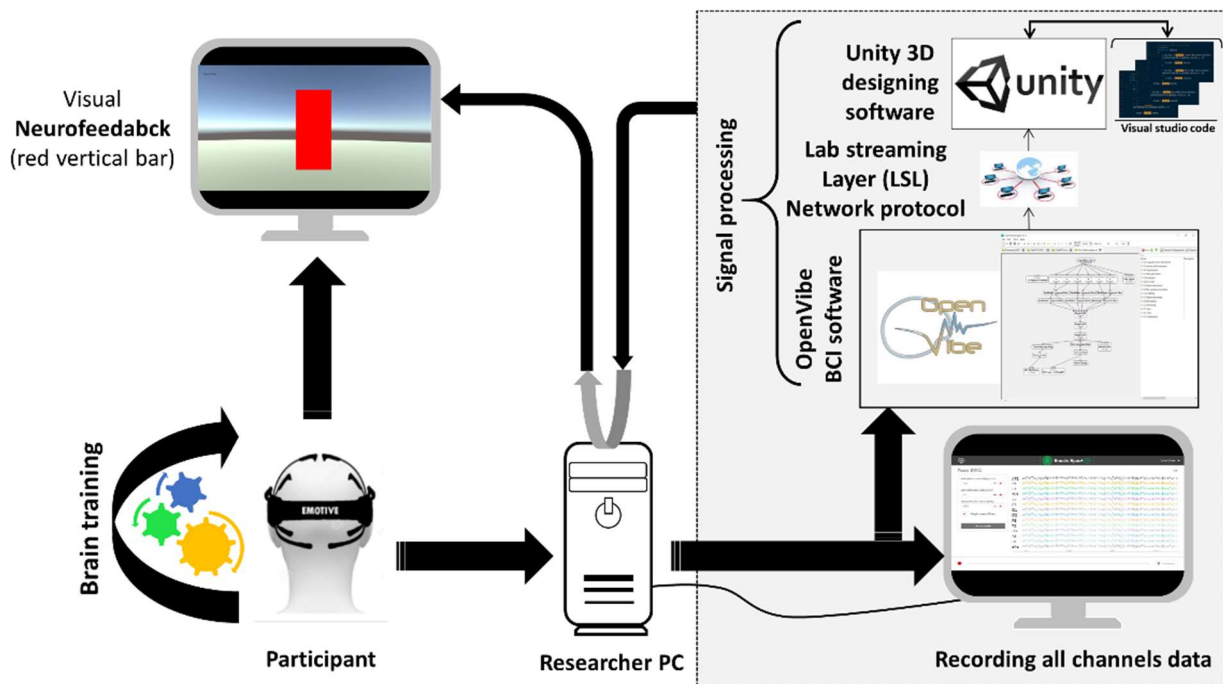 Visual
Neurofeedabck
(red vertical bar)
Brain training
EMOTIVE
Participant
Researcher PC
Signal processing
Unity 3D
designing
software
unity
Visual studio code
Lab streaming
Layer (LSL)
Network protocol
OpenVibe
BCI software
Open
Vibe
Recording all channels data